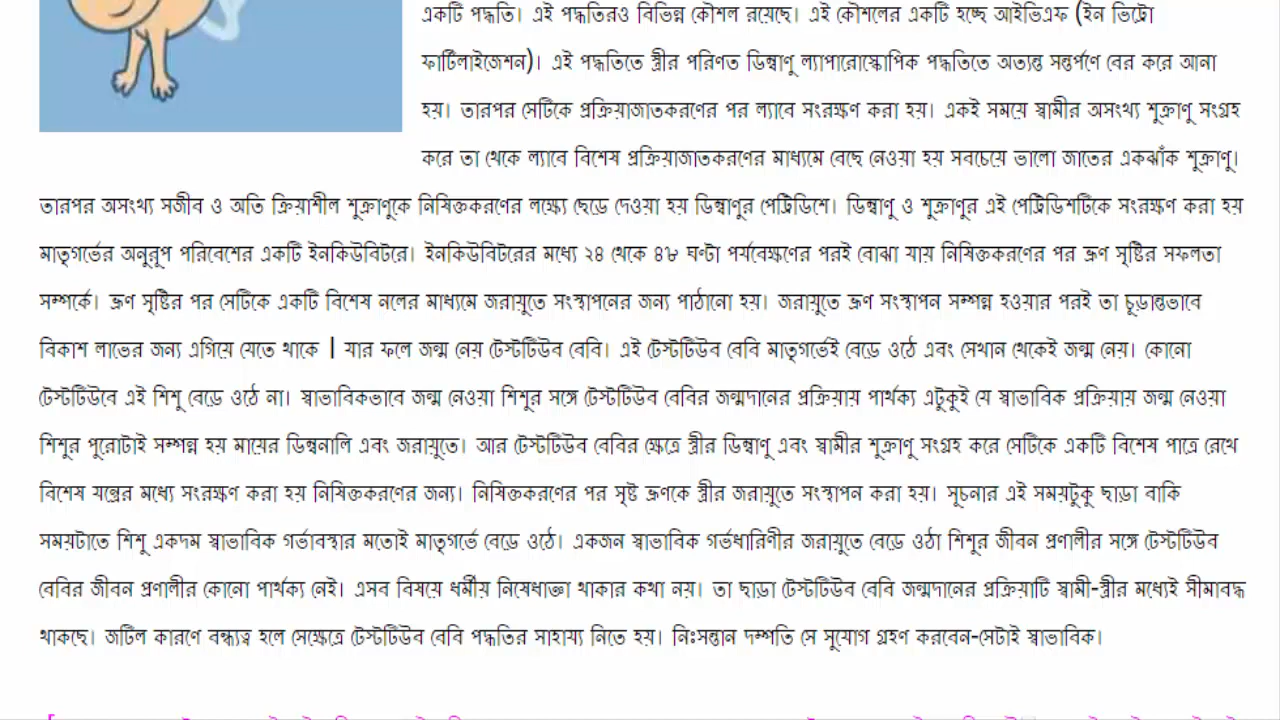 একটি পদ্ধতি। এই পদ্ধতিরও বিভিন্ন কৌশল রয়েছে। এই কৌশলের একটি হচ্ছে আইভিএফ (ইন ভিট্রো
ফার্টিলাইজেশন)। এই পদ্ধতিতে স্ত্রীর পরিণত ডিম্বাণু ল্যাপারোস্কোপিক পদ্ধতিতে অত্যন্ত সন্তর্পণে বের করে আনা
হয়। তারপর সেটিকে প্রক্রিয়াজাতকরণের পর ল্যাবে সংরক্ষণ করা হয়। একই সময়ে স্বামীর অসংখ্য শুক্রাণু সংগ্রহ
করে তা থেকে ল্যাবে বিশেষ প্রক্রিয়াজাতকরণের মাধ্যমে বেছে নেওয়া হয় সবচেয়ে ভালো জাতের একঝাঁক শুক্রাণু।
তারপর অসংখ্য সজীব ও অতি ক্রিয়াশীল শুক্রাণুকে নিষিক্তকরণের লক্ষ্যে ছেড়ে দেওয়া হয় ডিম্বাণুর পেট্রিডিশে। ডিম্বাণু ও শুক্রাণুর এই পেট্রিডিশটিকে সংরক্ষণ করা হয়
মাতৃগর্ভের অনুরূপ পরিবেশের একটি ইনকিউবিটরে। ইনকিউবিটরের মধ্যে ২৪ থেকে ৪৮ ঘণ্টা পর্যবেক্ষণের পরই বোঝা যায় নিষিক্তকরণের পর ভ্রূণ সৃষ্টির সফলতা
সম্পর্কে। ভ্রূণ সৃষ্টির পর সেটিকে একটি বিশেষ নলের মাধ্যমে জরায়ুতে সংস্থাপনের জন্য পাঠানো হয়। জরায়ুতে ভ্রূণ সংস্থাপন সম্পন্ন হওয়ার পরই তা চূড়ান্তভাবে
বিকাশ লাভের জন্য এগিয়ে যেতে থাকে | যার ফলে জন্ম নেয় টেস্টটিউব বেবি। এই টেস্টটিউব বেবি মাতৃগর্ভেই বেড়ে ওঠে এবং সেখান থেকেই জন্ম নেয়। কোনো
টেস্টটিউবে এই শিশু বেড়ে ওঠে না। স্বাভাবিকভাবে জন্ম নেওয়া শিশুর সঙ্গে টেস্টটিউব বেবির জন্মদানের প্রক্রিয়ায় পার্থক্য এটুকুই যে স্বাভাবিক প্রক্রিয়ায় জন্ম নেওয়া
শিশুর পুরোটাই সম্পন্ন হয় মায়ের ডিম্বনালি এবং জরায়ুতে। আর টেস্টটিউব বেবির ক্ষেত্রে স্ত্রীর ডিম্বাণু এবং স্বামীর শুক্রাণু সংগ্রহ করে সেটিকে একটি বিশেষ পাত্রে রেখে
বিশেষ যন্ত্রের মধ্যে সংরক্ষণ করা হয় নিষিক্তকরণের জন্য। নিষিক্তকরণের পর সৃষ্ট ভ্রূণকে স্ত্রীর জরায়ুতে সংস্থাপন করা হয়। সূচনার এই সময়টুকু ছাড়া বাকি
সময়টাতে শিশু একদম স্বাভাবিক গর্ভাবস্থার মতোই মাতৃগর্ভে বেড়ে ওঠে। একজন স্বাভাবিক গর্ভধারিণীর জরায়ুতে বেড়ে ওঠা শিশুর জীবন প্রণালীর সঙ্গে টেস্টটিউব
বেবির জীবন প্রণালীর কোনো পার্থক্য নেই। এসব বিষয়ে ধর্মীয় নিষেধাজ্ঞা থাকার কথা নয়। তা ছাড়া টেস্টটিউব বেবি জন্মদানের প্রক্রিয়াটি স্বামী-স্ত্রীর মধ্যেই সীমাবদ্ধ
থাকছে। জটিল কারণে বন্ধ্যত্ব হলে সেক্ষেত্রে টেস্টটিউব বেবি পদ্ধতির সাহায্য নিতে হয়। নিঃসন্তান দম্পতি সে সুযোগ গ্রহণ করবেন-সেটাই স্বাভাবিক।